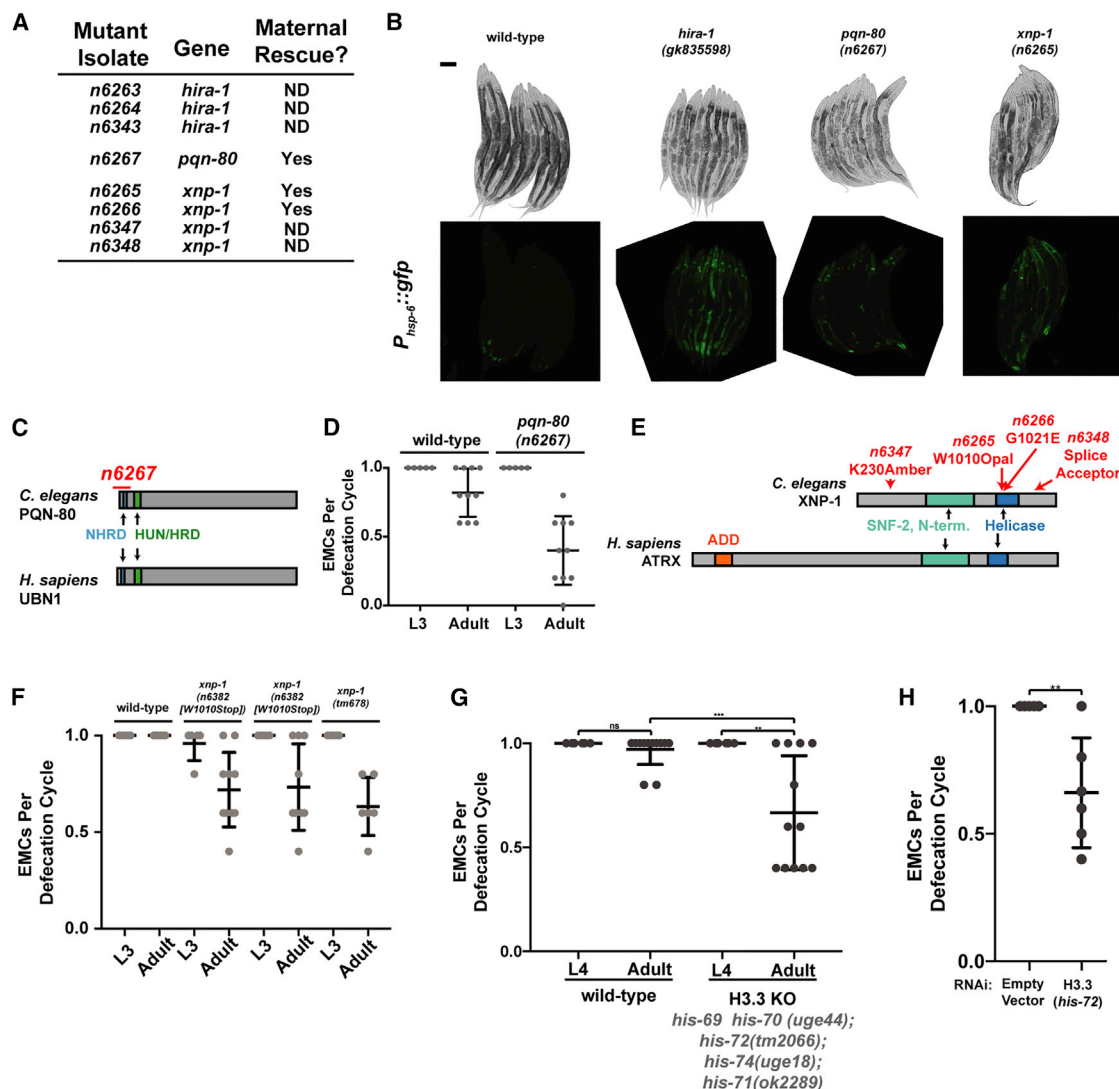 A
Mutant Isolate Gene Maternal Rescue?
n6263 hira-1 ND
n6264 hira-1 ND
n6343 hira-1 ND
n6267 pqn-80 Yes
n6265 xnp-1 Yes
n6266 xnp-1 Yes
n6347 xnp-1 ND
n6348 xnp-1 ND
B
wild-type
hira-1
(gk835598)
pqn-80
(n6267)
xnp-1
(n6265)
Phsp-6::gfp
C
n6267
C. elegans
PQN-80
NHRD
HUN/HRD
H. sapiens
UBN1
D
wild-type
pqn-80
(n6267)
EMCs Per
Defecation Cycle
1.0
0.5
0.0
L3 Adult L3 Adult
E
n6347
K230Amber
n6265
W1010Opal
n6266
G1021E
n6348
Splice
Acceptor
C. elegans
XNP-1
SNF-2, N-term.
Helicase
H. sapiens
ATRX
ADD
F
wild-type
xnp-1
(n6382
[W1010Stop])
xnp-1
(n6382
[W1010Stop])
xnp-1
(tm678)
EMCs Per
Defecation Cycle
1.0
0.5
0.0
L3 Adult L3 Adult L3 Adult L3 Adult
G
ns
***
**
EMCs Per
Defecation Cycle
1.0
0.5
0.0
L4 Adult L4 Adult
wild-type
H3.3 KO
his-69 his-70 (uge44);
his-72(tm2066);
his-74(uge18);
his-71(ok2289)
H
**
EMCs Per
Defecation Cycle
1.0
0.5
0.0
RNAi: Empty Vector H3.3 (his-72)